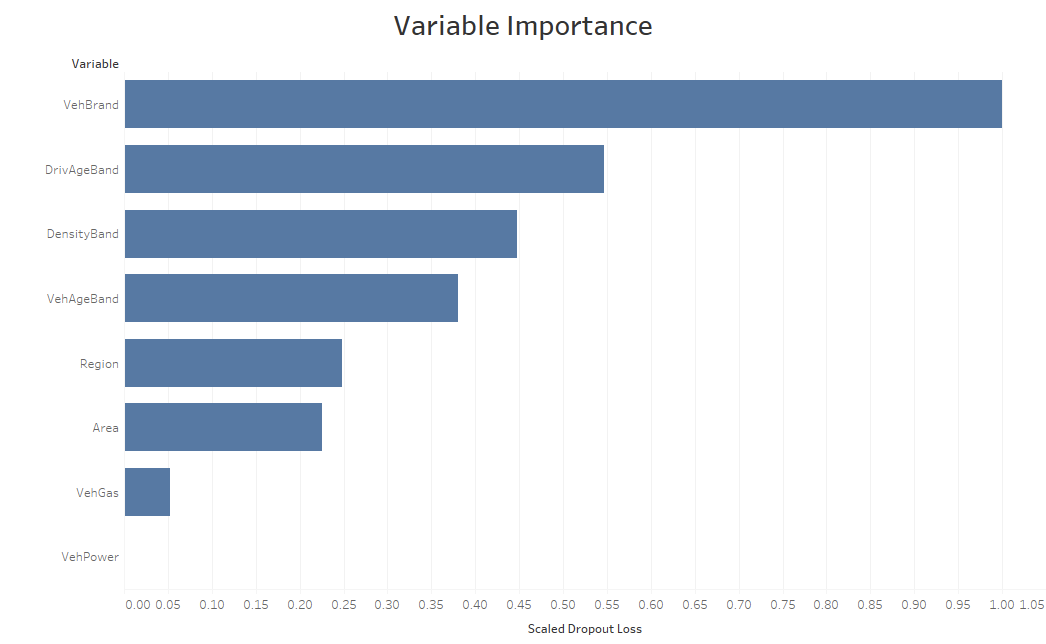 Variable Importance
Variable
VehBrand
DrivAgeBand
DensityBand
VehAgeBand
Region
Area
VehGas
VehPower
0.00 0.05 0.10 0.15 0.20 0.25 0.30 0.35 0.40 0.45 0.50 0.55 0.60 0.65 0.70 0.75 0.80 0.85 0.90 0.95 1.00 1.05
Scaled Dropout Loss